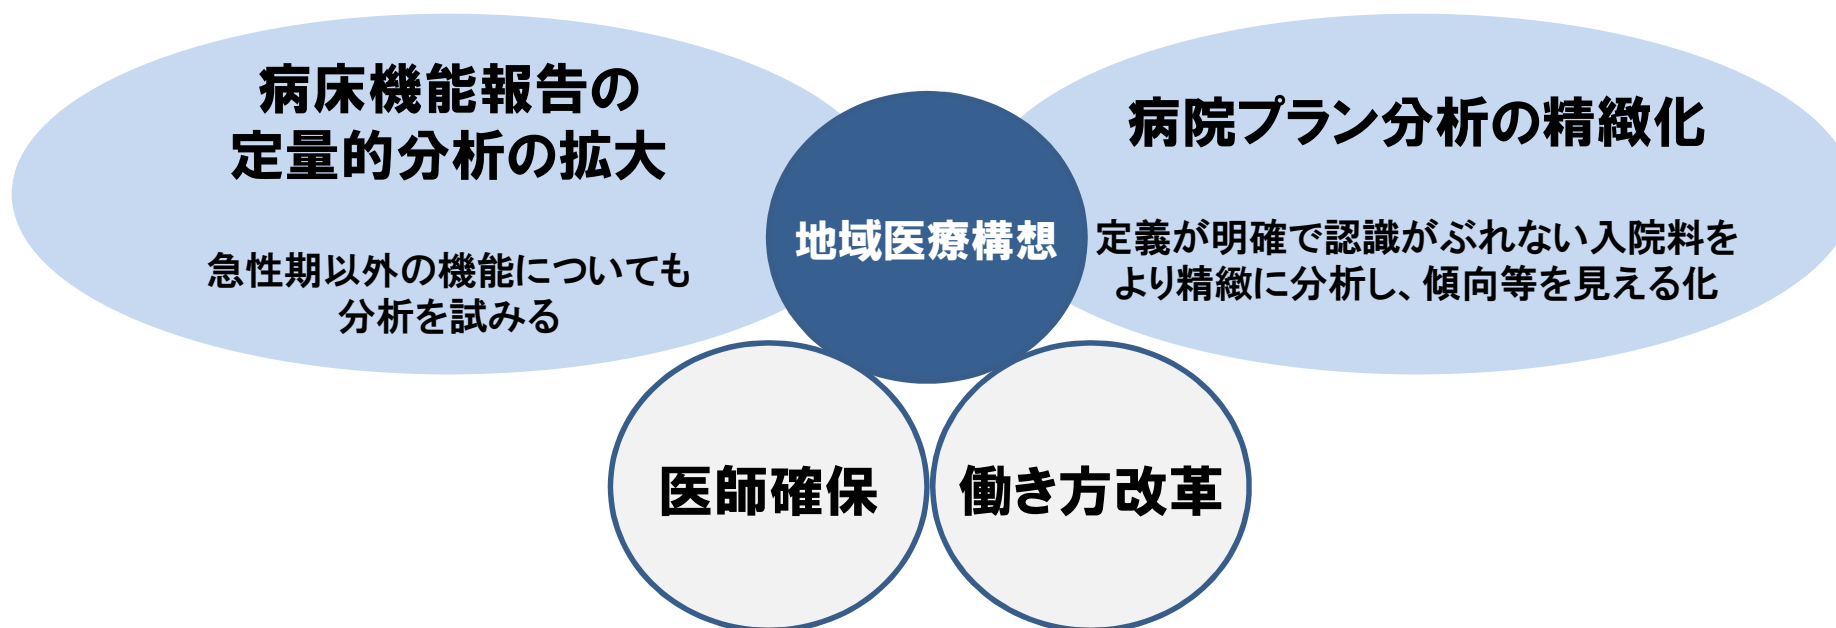 病床機能報告の
定量的分析の拡大
急性期以外の機能についても
分析を試みる
地域医療構想
病院プラン分析の精緻化
定義が明確で認識がぶれない入院料を
より精緻に分析し、傾向等を見える化
医師確保
働き方改革